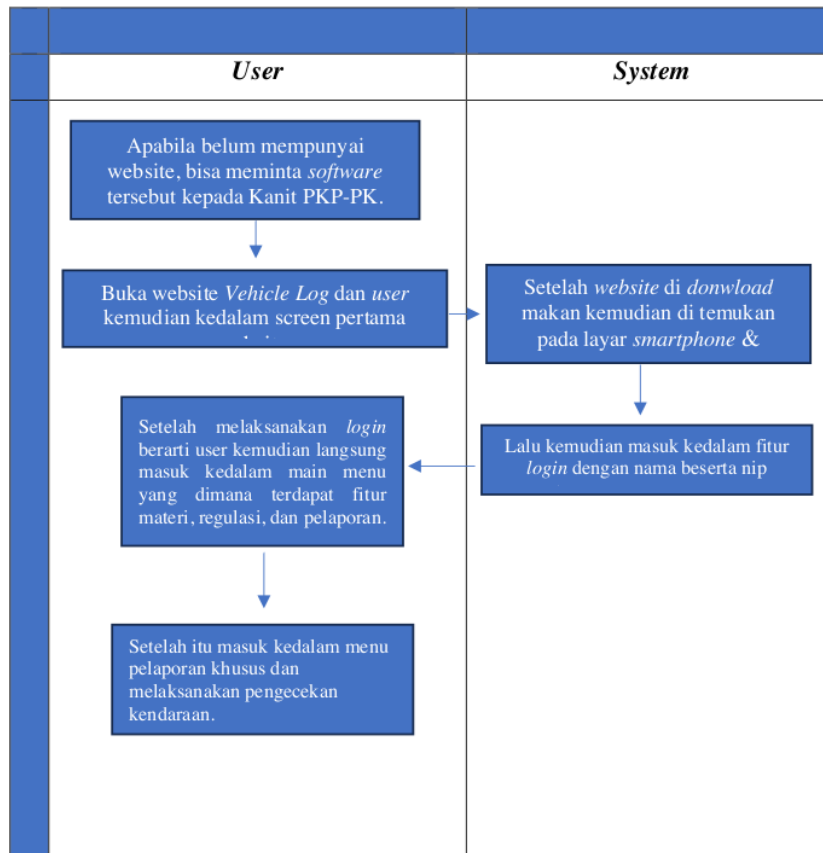 User
System
Apabila belum mempunyai
website, bisa meminta software
tersebut kepada Kanit PKP-PK.
Buka website Vehicle Log dan user
kemudian kedalam screen pertama
Setelah website di donwload
makan kemudian di temukan
pada layar smartphone &
Lalu kemudian masuk kedalam fitur
login dengan nama beserta nip
Setelah melaksanakan login
berarti user kemudian langsung
masuk kedalam main menu
yang dimana terdapat fitur
materi, regulasi, dan pelaporan.
Setelah itu masuk kedalam menu
pelaporan khusus dan
melaksanakan pengecekan
kendaraan.